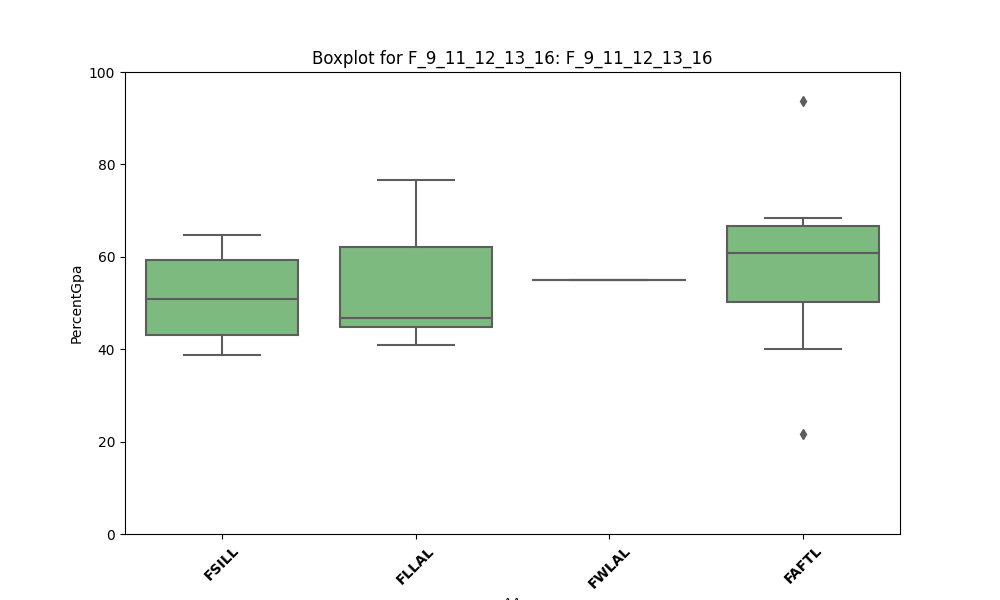 Boxplot for F_9_11_12_13_16: F_9_11_12_13_16
100
80
60
40
20
0
PercentGpa
FSILL
FLLAL
FWLAL
FAFTL